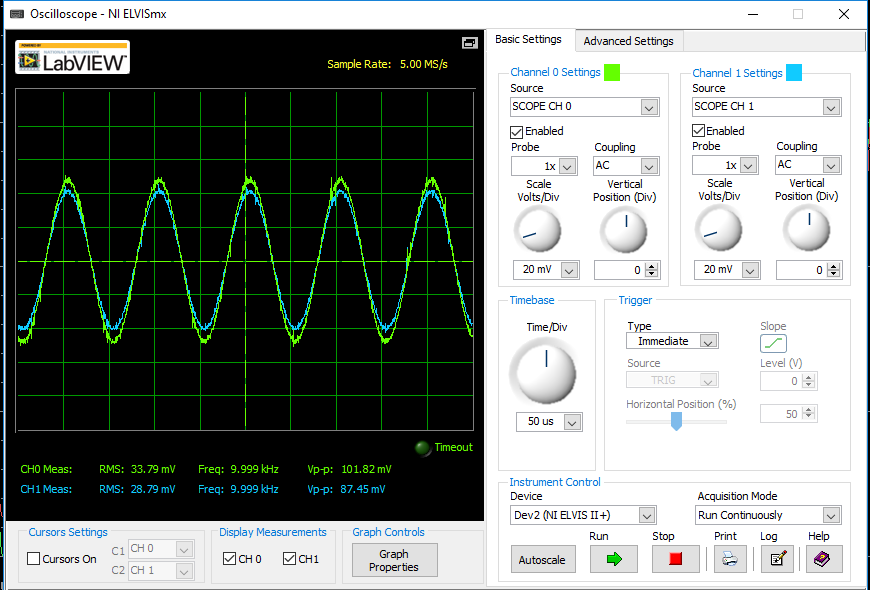 Oscilloscope - NI ELVISmx
POWERED BY
NATIONAL INSTRUMENTS
LabVIEW™
Sample Rate: 5.00 MS/s
Timeout
CH0 Meas: RMS: 33.79 mV Freq: 9.999 kHz Vp-p: 101.82 mV
CH1 Meas: RMS: 28.79 mV Freq: 9.999 kHz Vp-p: 87.45 mV
Cursors Settings
Cursors On
C1 CH 0
C2 CH 1
Display Measurements
CH 0 CH1
Graph Controls
Graph
Properties
Basic Settings Advanced Settings
Channel 0 Settings
Source
SCOPE CH 0
Enabled
Probe Coupling
1x AC
Scale Vertical
Volts/Div Position (Div)
20 mV 0
Channel 1 Settings
Source
SCOPE CH 1
Enabled
Probe Coupling
1x AC
Scale Vertical
Volts/Div Position (Div)
20 mV 0
Timebase
Time/Div
50 us
Trigger
Type Slope
Immediate
Source Level (V)
TRIG 0
Horizontal Position (%)
50
Instrument Control
Device Acquisition Mode
Dev2 (NI ELVIS II+) Run Continuously
Run Stop Print Log Help
Autoscale